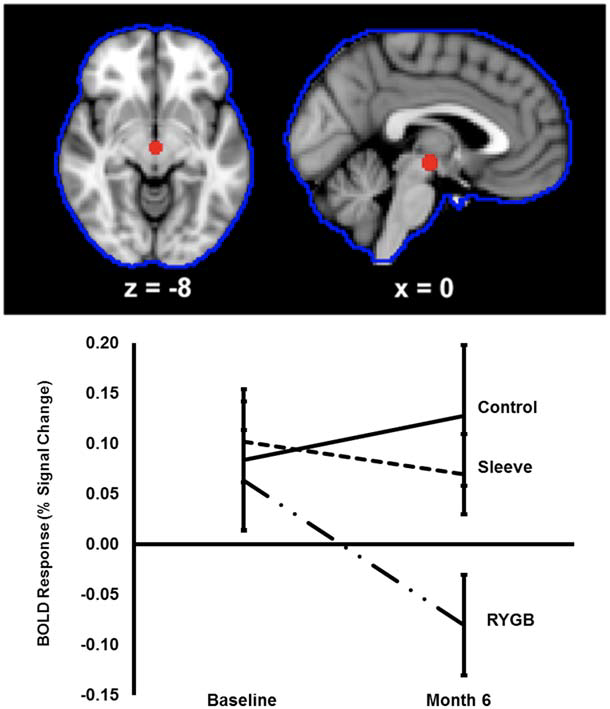 z = -8
x = 0
BOLD Response (% Signal Change)
0.20
0.15
0.10
0.05
0.00
-0.05
-0.10
-0.15
Control
Sleeve
RYGB
Baseline
Month 6